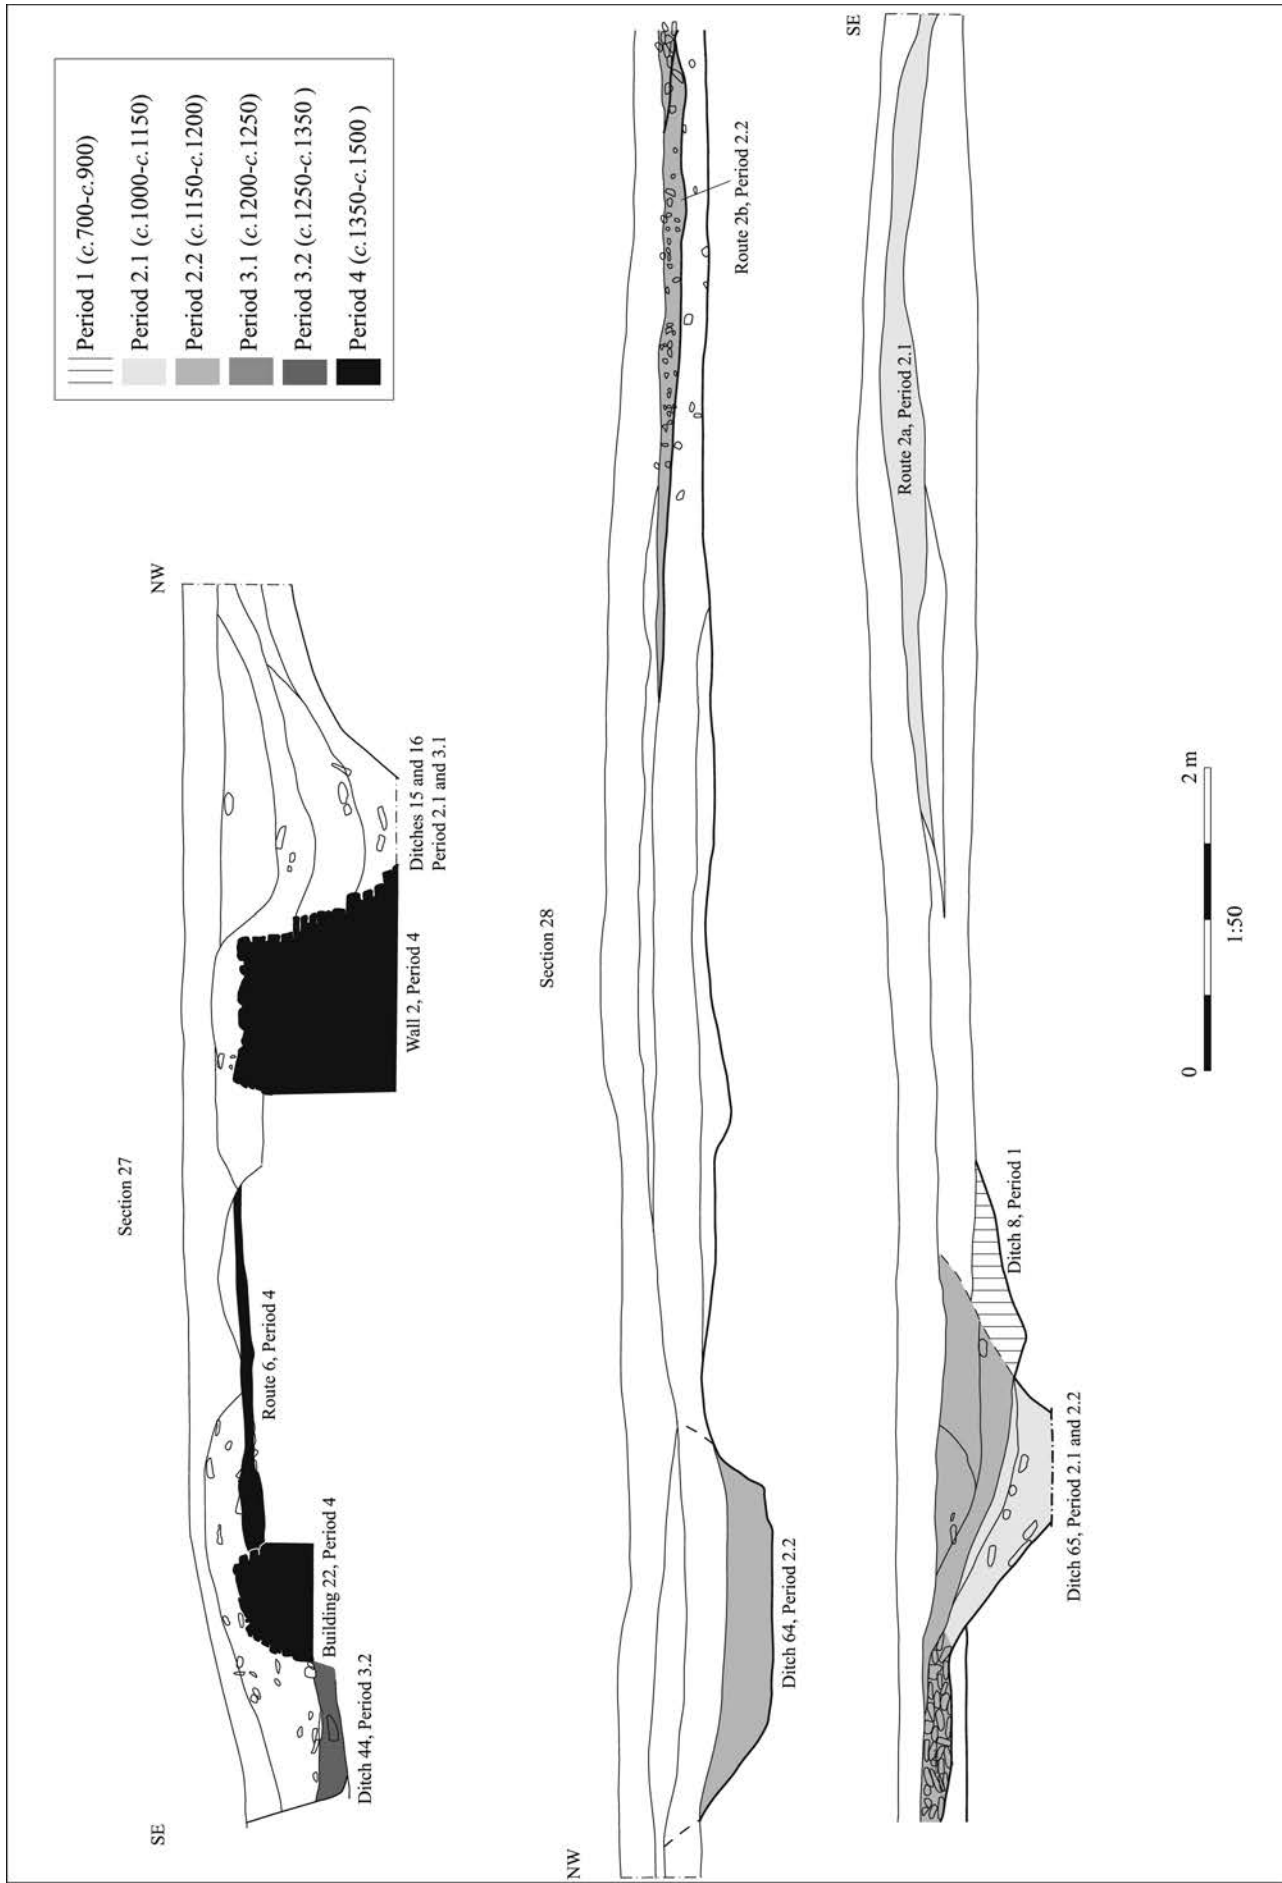 Period 1 (c.700-c.900)
Period 2.1 (c.1000-c.1150)
Period 2.2 (c.1150-c.1200)
Period 3.1 (c.1200-c.1250)
Period 3.2 (c.1250-c.1350 )
Period 4 (c.1350-c.1500 )
Section 27
SE
NW
Ditch 44, Period 3.2
Building 22, Period 4
Route 6, Period 4
Wall 2, Period 4
Ditches 15 and 16
Period 2.1 and 3.1
Section 28
NW
Ditch 64, Period 2.2
Route 2b, Period 2.2
SE
Route 2a, Period 2.1
Ditch 65, Period 2.1 and 2.2
Ditch 8, Period 1
0
2 m
1:50